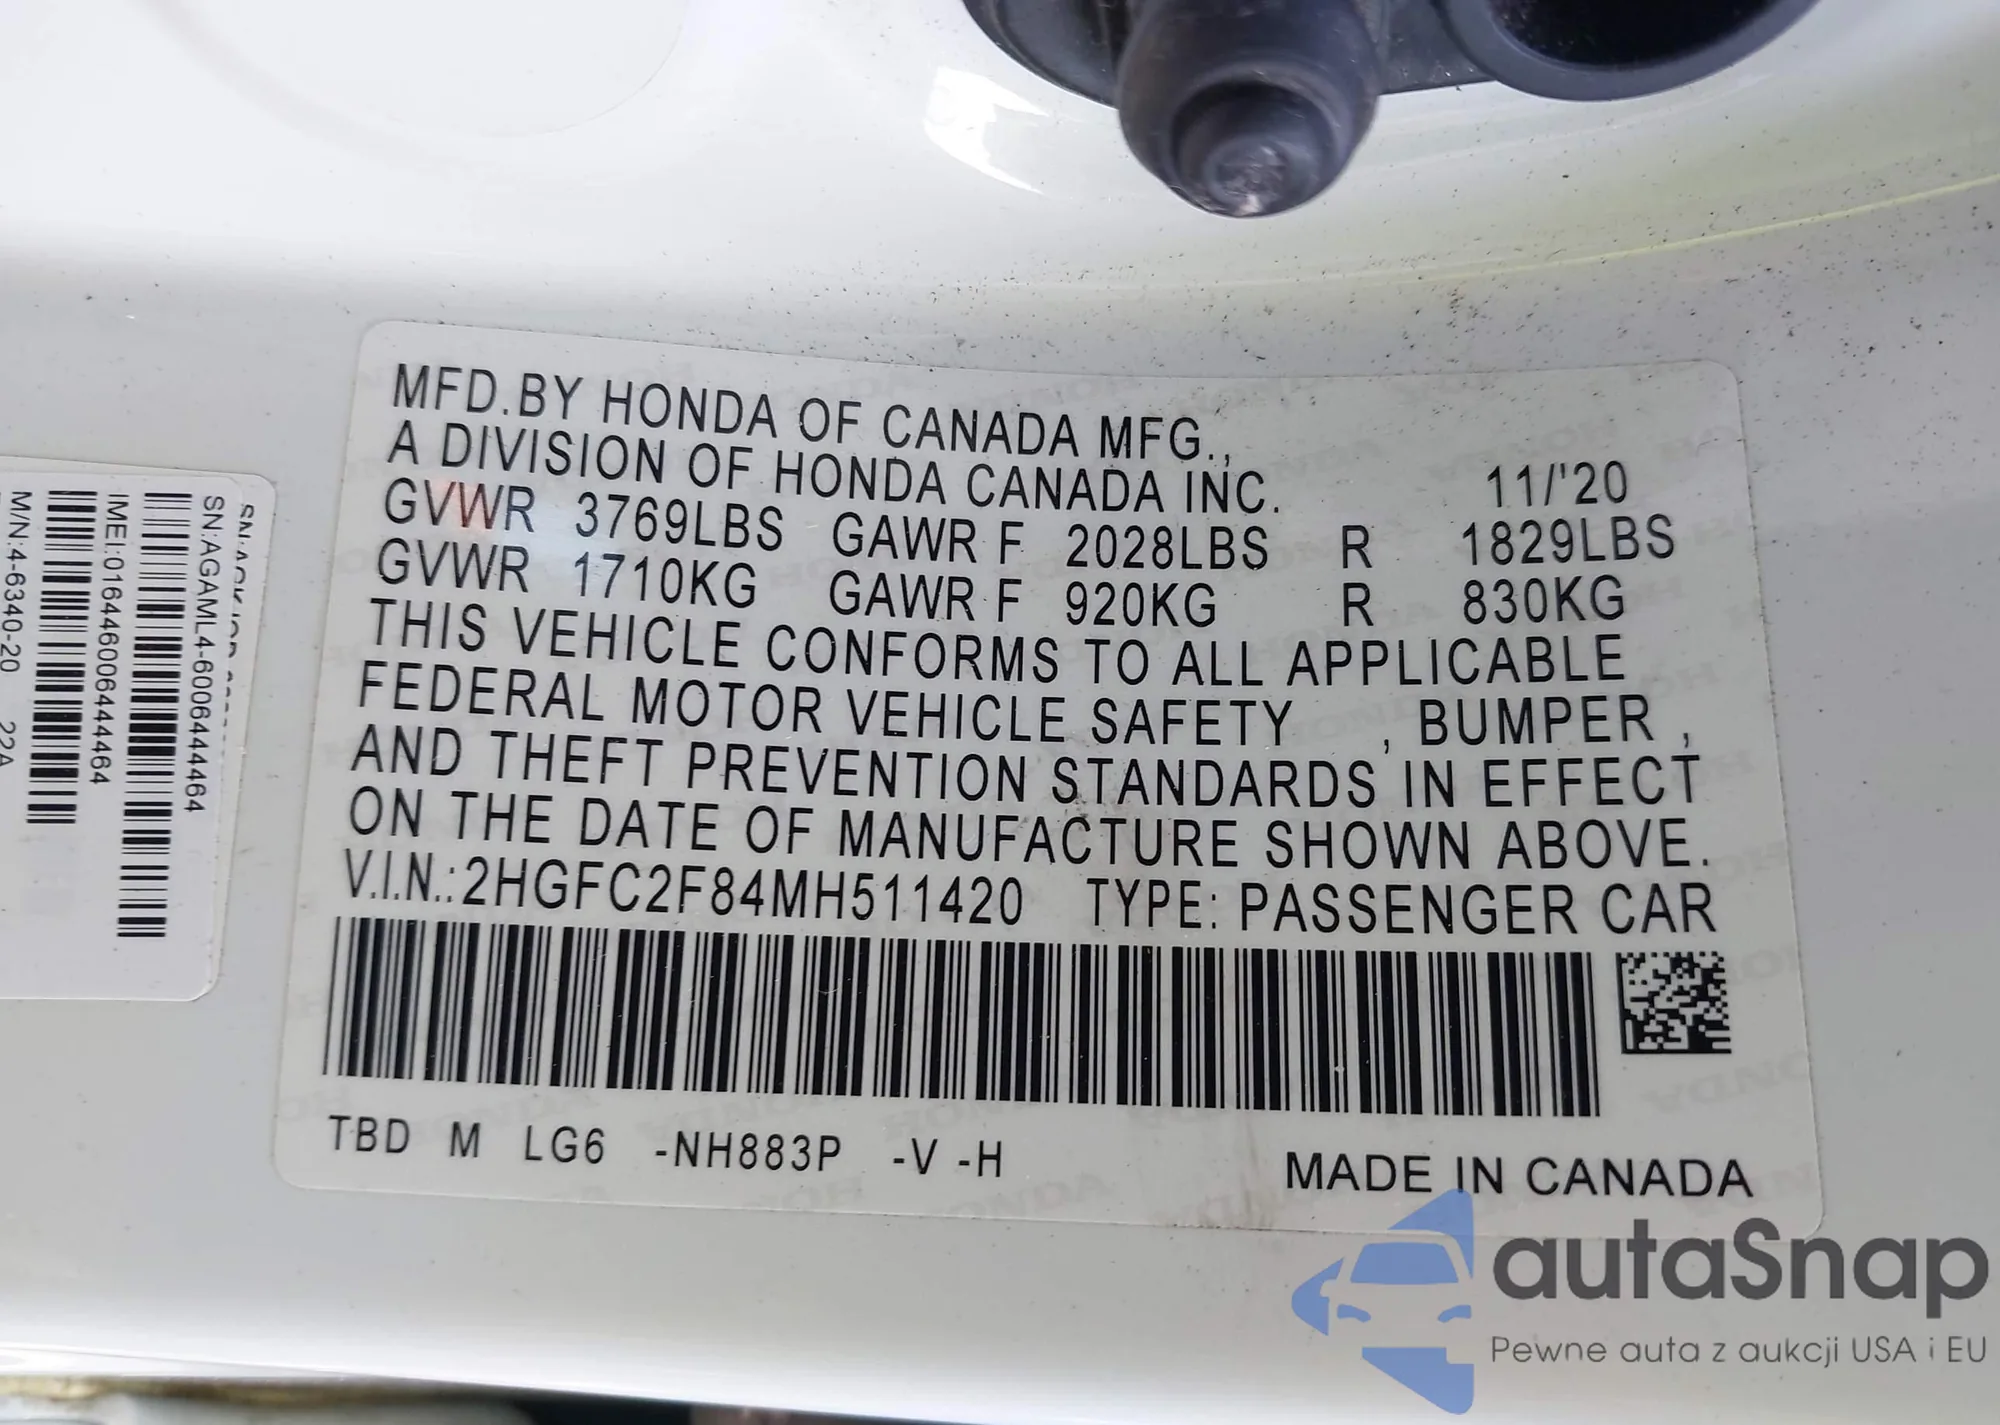 MFD.BY HONDA OF CANADA MFG.,
A DIVISION OF HONDA CANADA INC. 11/'20
GVWR 3769LBS GAWR F 2028LBS R 1829LBS
GVWR 1710KG GAWR F 920KG R 830KG
THIS VEHICLE CONFORMS TO ALL APPLICABLE
FEDERAL MOTOR VEHICLE SAFETY , BUMPER ,
AND THEFT PREVENTION STANDARDS IN EFFECT
ON THE DATE OF MANUFACTURE SHOWN ABOVE.
V.I.N.:2HGFC2F84MH511420 TYPE: PASSENGER CAR
TBD M LG6 -NH883P -V -H
MADE IN CANADA
SN:AGAML4-60064444​64
IMEI:016446006444464
M/N:4-6340-20 22A
autaSnap
Pewne auta z aukcji USA i EU